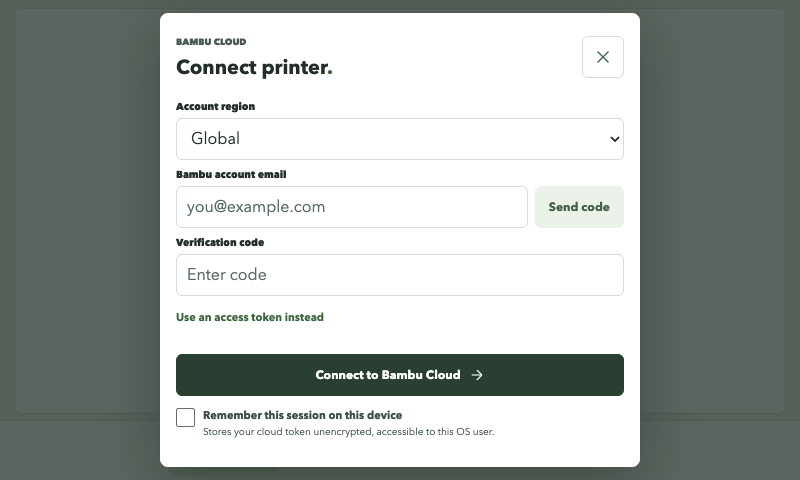 BAMBU CLOUD
Connect printer.
Account region
Global
Bambu account email
you@example.com
Send code
Verification code
Enter code
Use an access token instead
Connect to Bambu Cloud →
Remember this session on this device
Stores your cloud token unencrypted, accessible to this OS user.